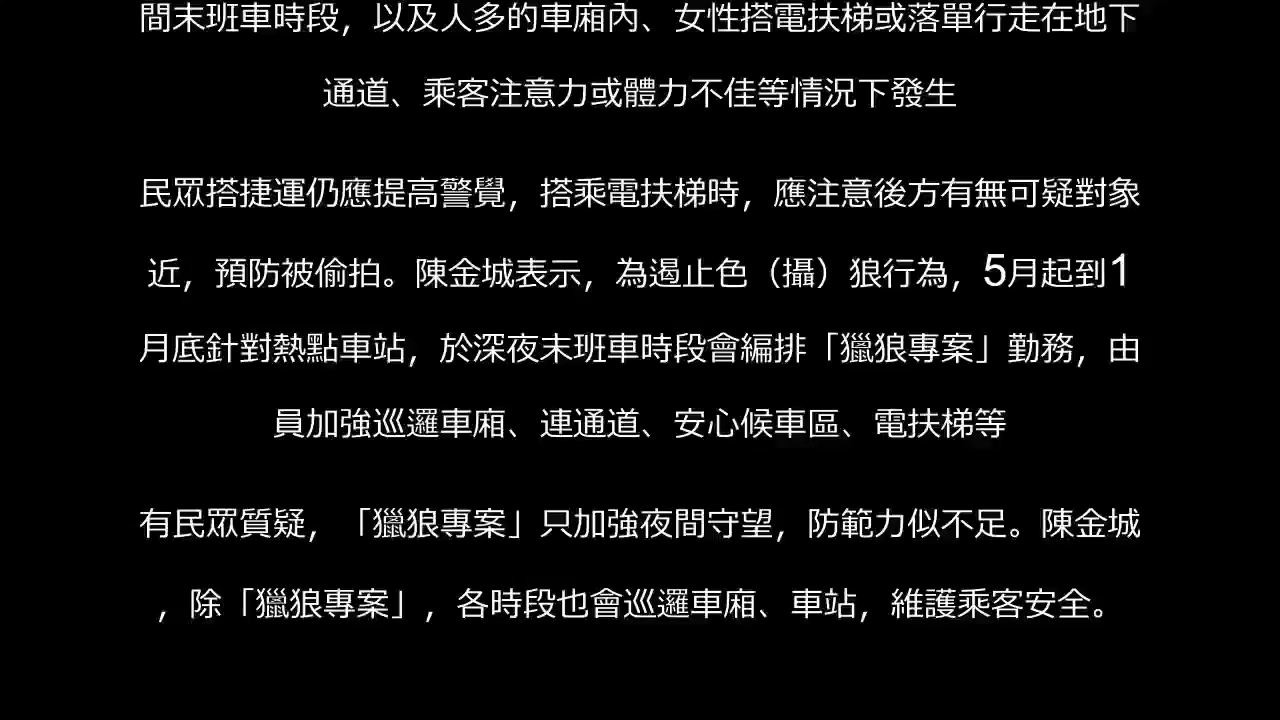 間末班車時段，以及人多的車廂內、女性搭電扶梯或落單行走在地下
通道、乘客注意力或體力不佳等情況下發生
民眾搭捷運仍應提高警覺，搭乘電扶梯時，應注意後方有無可疑對象
近，預防被偷拍。陳金城表示，為遏止色（攝）狼行為，5月起到1
月底針對熱點車站，於深夜末班車時段會編排「獵狼專案」勤務，由
員加強巡邏車廂、連通道、安心候車區、電扶梯等
有民眾質疑，「獵狼專案」只加強夜間守望，防範力似不足。陳金城
，除「獵狼專案」，各時段也會巡邏車廂、車站，維護乘客安全。